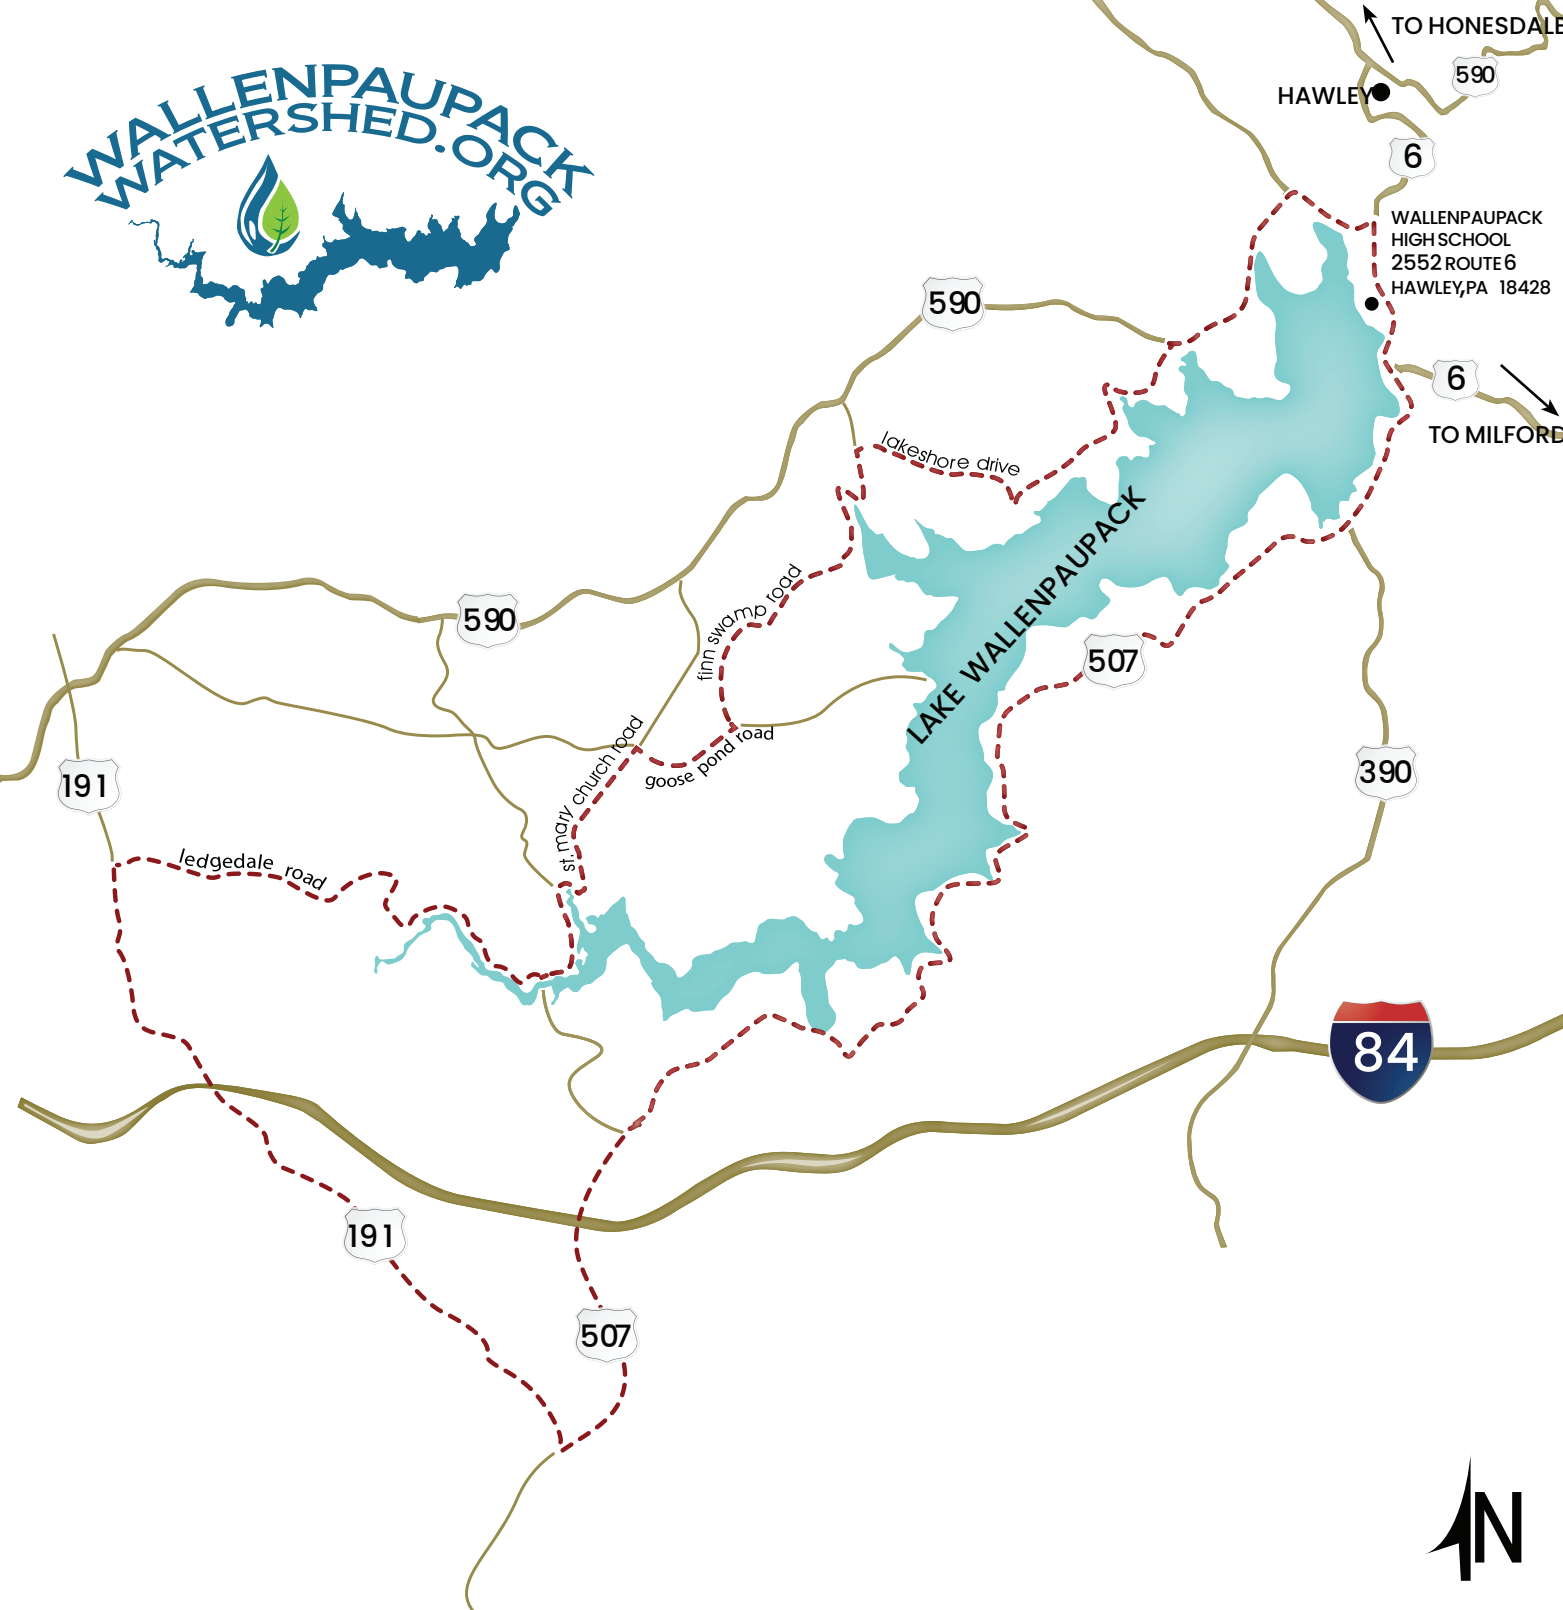 WALLENPAUPACK
WATERSHED.ORG
TO HONESDALE
590
HAWLEY
6
WALLENPAUPACK
HIGH SCHOOL
2552 ROUTE 6
HAWLEY,PA 18428
590
6
TO MILFORD
lakeshore drive
LAKE WALLENPAUPACK
finn swamp road
590
507
goose pond road
st. mary church road
191
390
ledgedale road
84
191
507
N